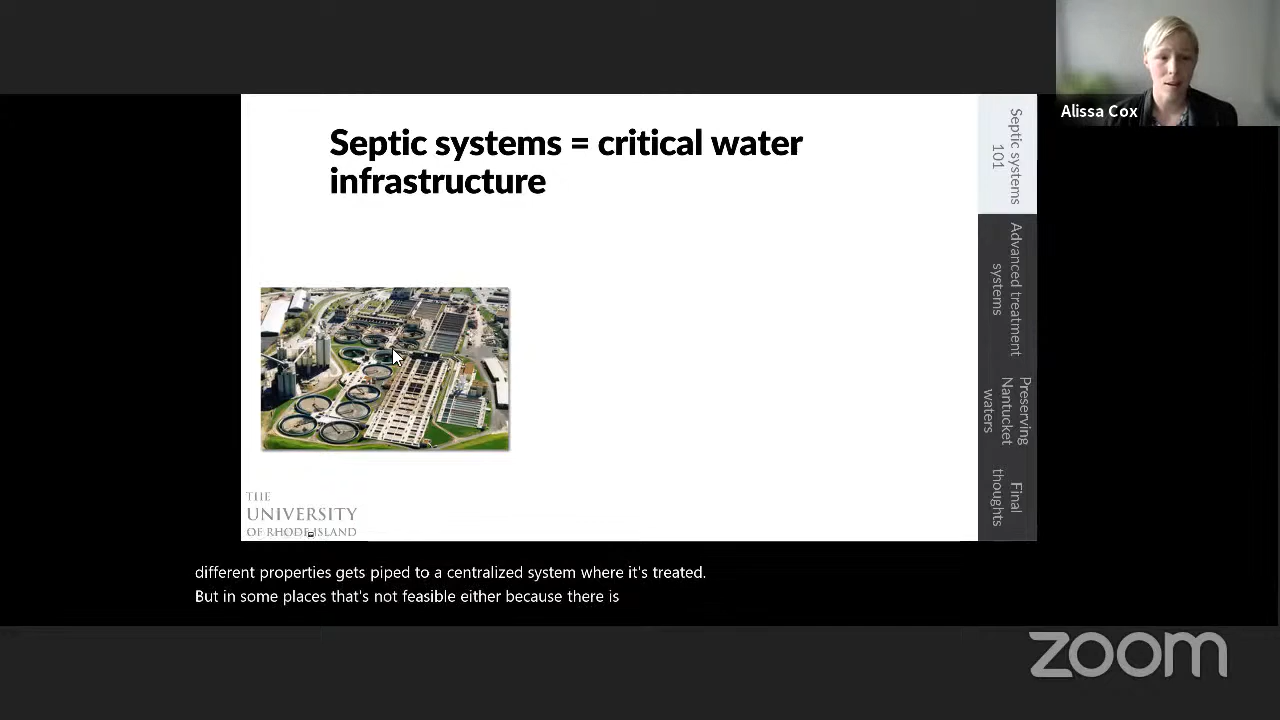 Alissa Cox
Septic systems = critical water
infrastructure
Septic systems
101
Advanced treatment
systems
Preserving
Nantucket
waters
Final
thoughts
THE
UNIVERSITY
OF RHODE ISLAND
different properties gets piped to a centralized system where it's treated.
But in some places that's not feasible either because there is
zoom